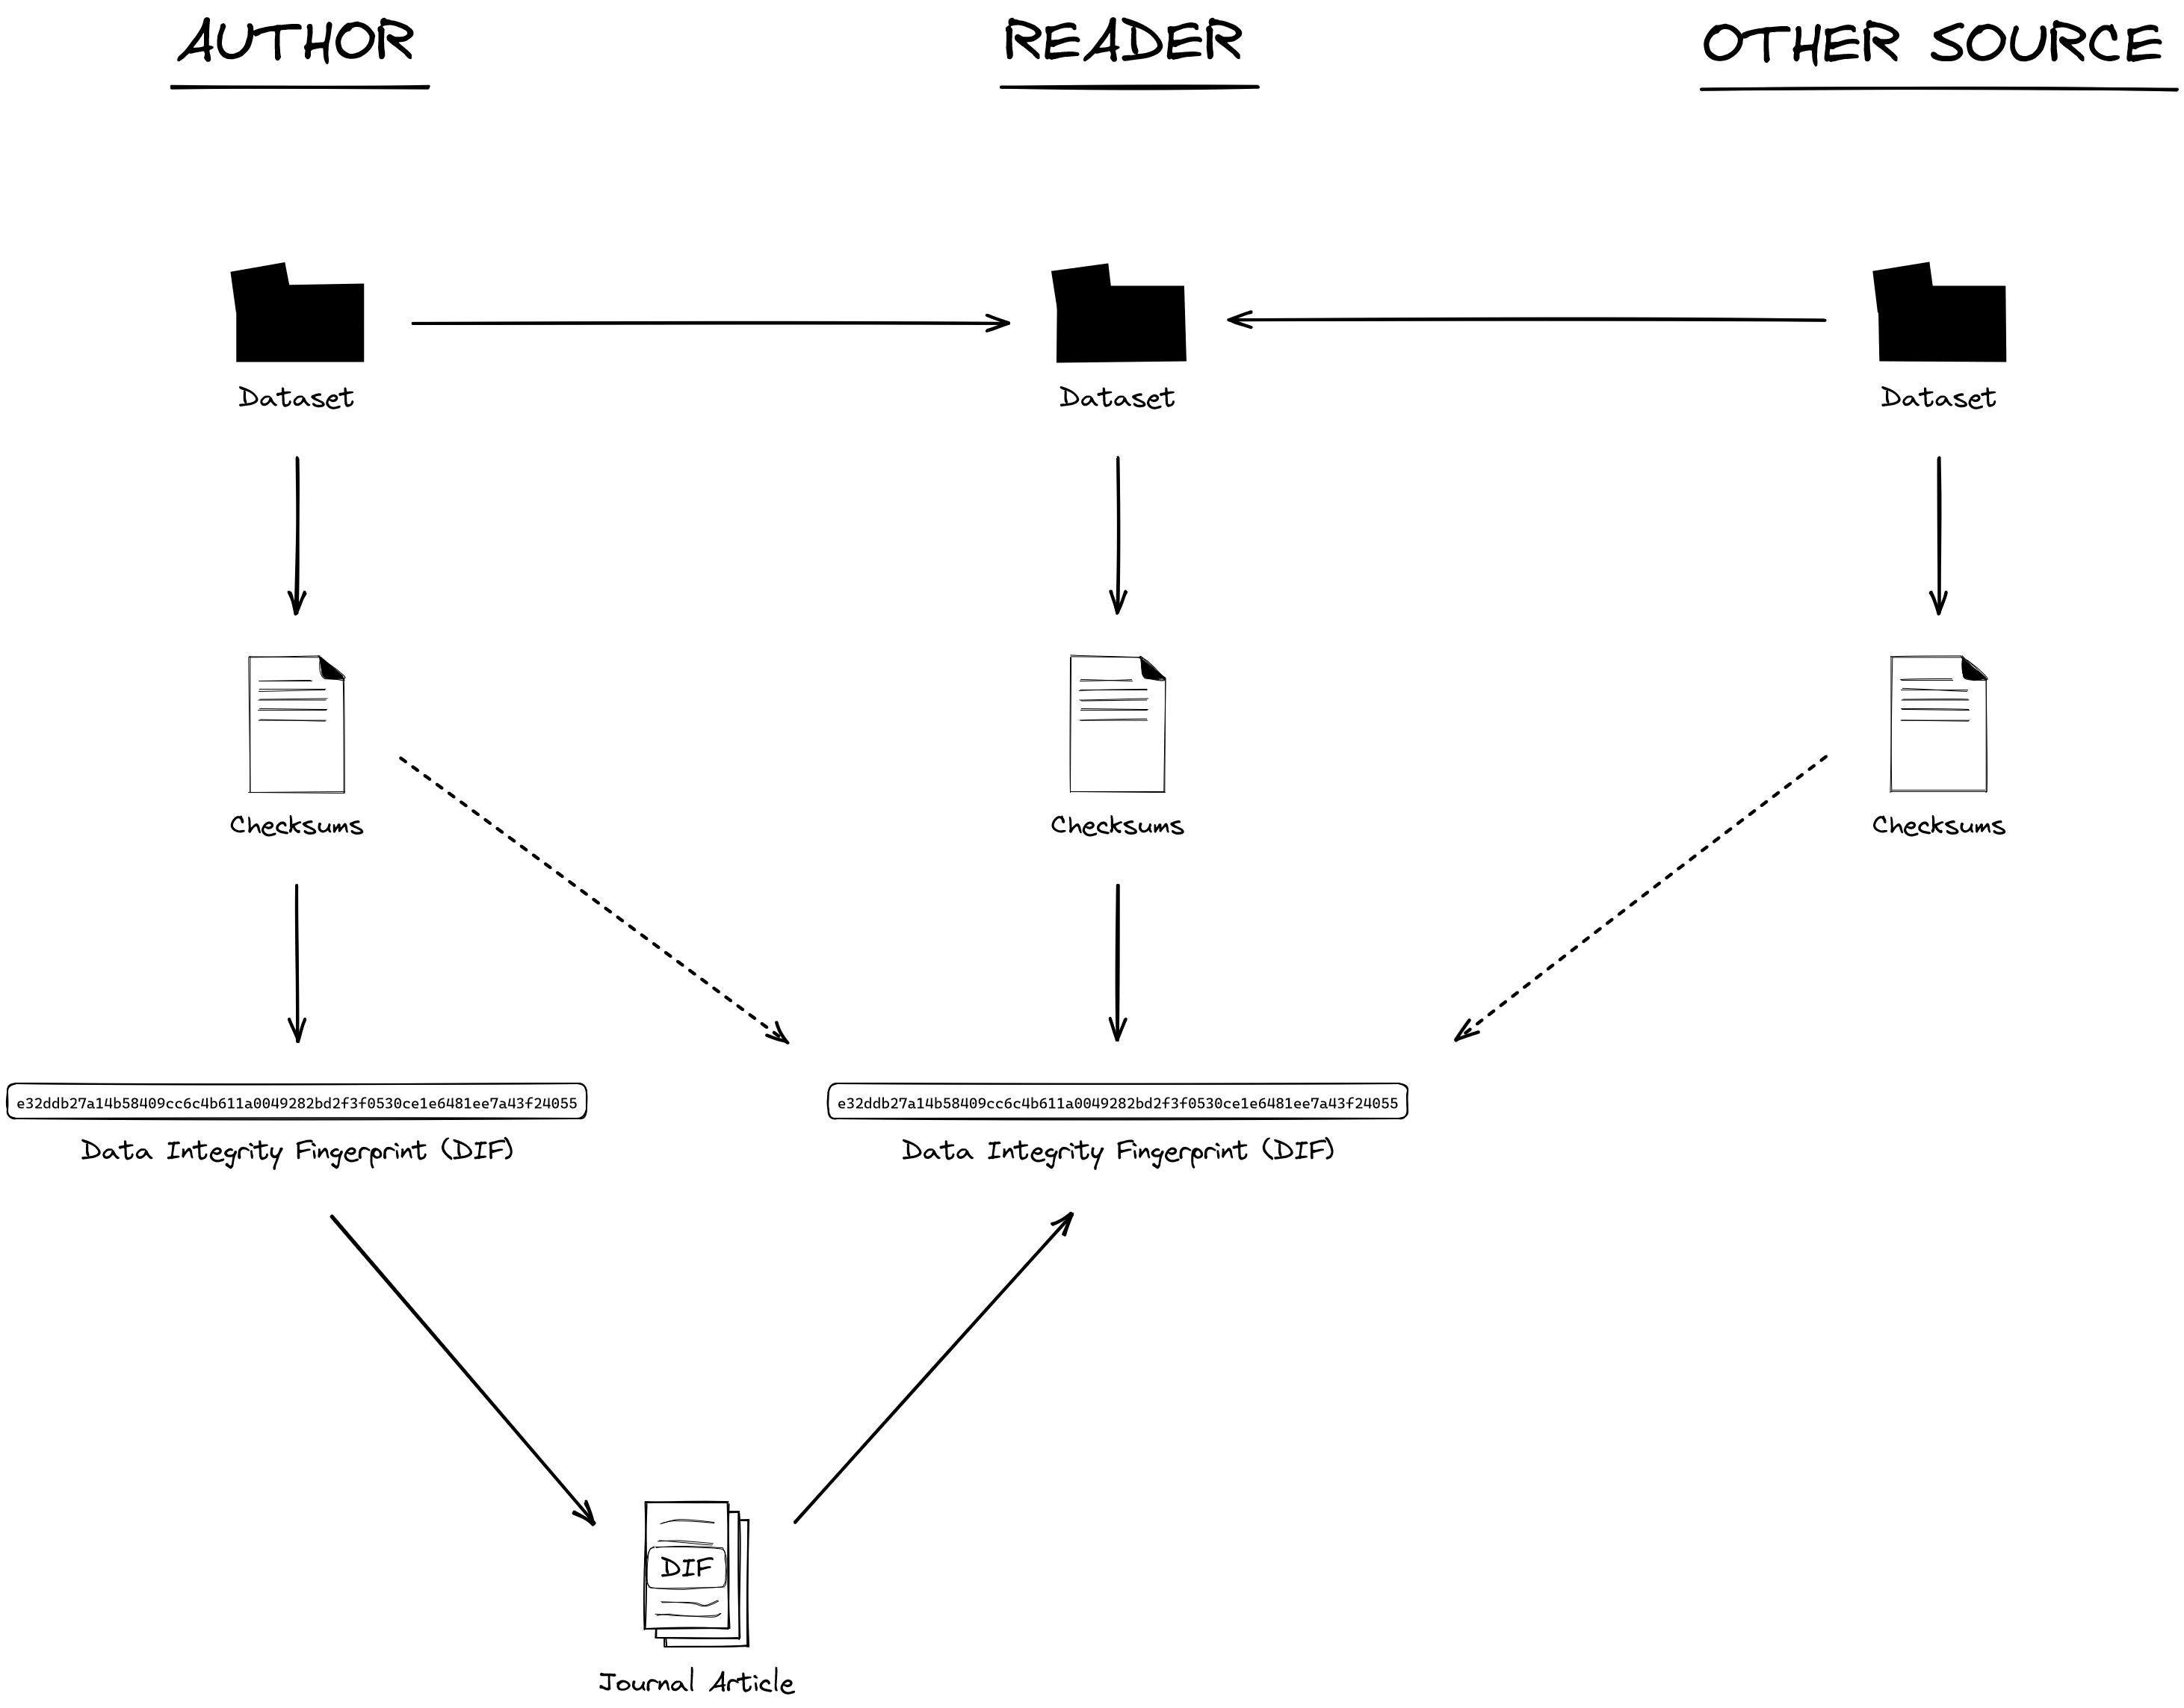 AUTHOR
READER
OTHER SOURCE
Dataset
Dataset
Dataset
Checksums
Checksums
Checksums
e32ddb27a14b58409cc6c4b611a0049282bd2f3f0530ce1e6481ee7a43f24055
e32ddb27a14b58409cc6c4b611a0049282bd2f3f0530ce1e6481ee7a43f24055
Data Integrity Fingerprint (DIF)
Data Integrity Fingerprint (DIF)
DIF
Journal Article